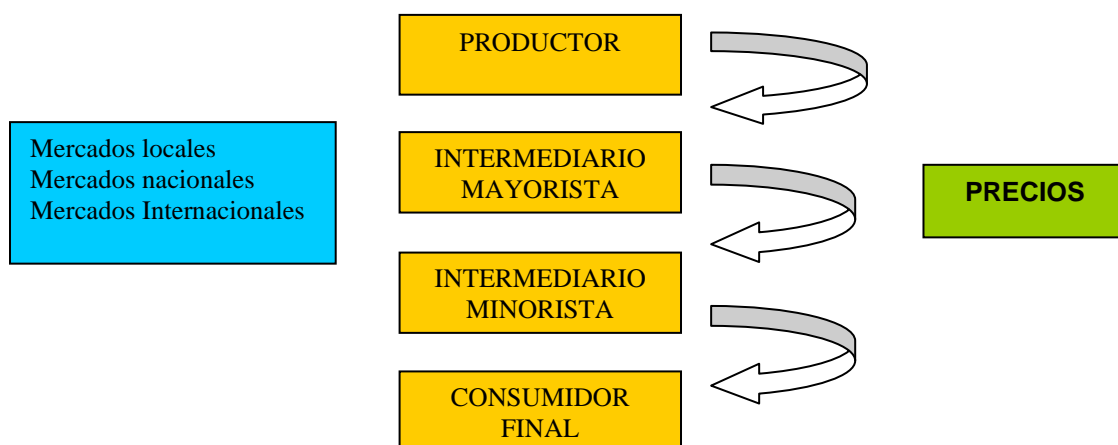 PRODUCTOR
Mercados locales
Mercados nacionales
Mercados Internacionales
INTERMEDIARIO
MAYORISTA
PRECIOS
INTERMEDIARIO
MINORISTA
CONSUMIDOR
FINAL